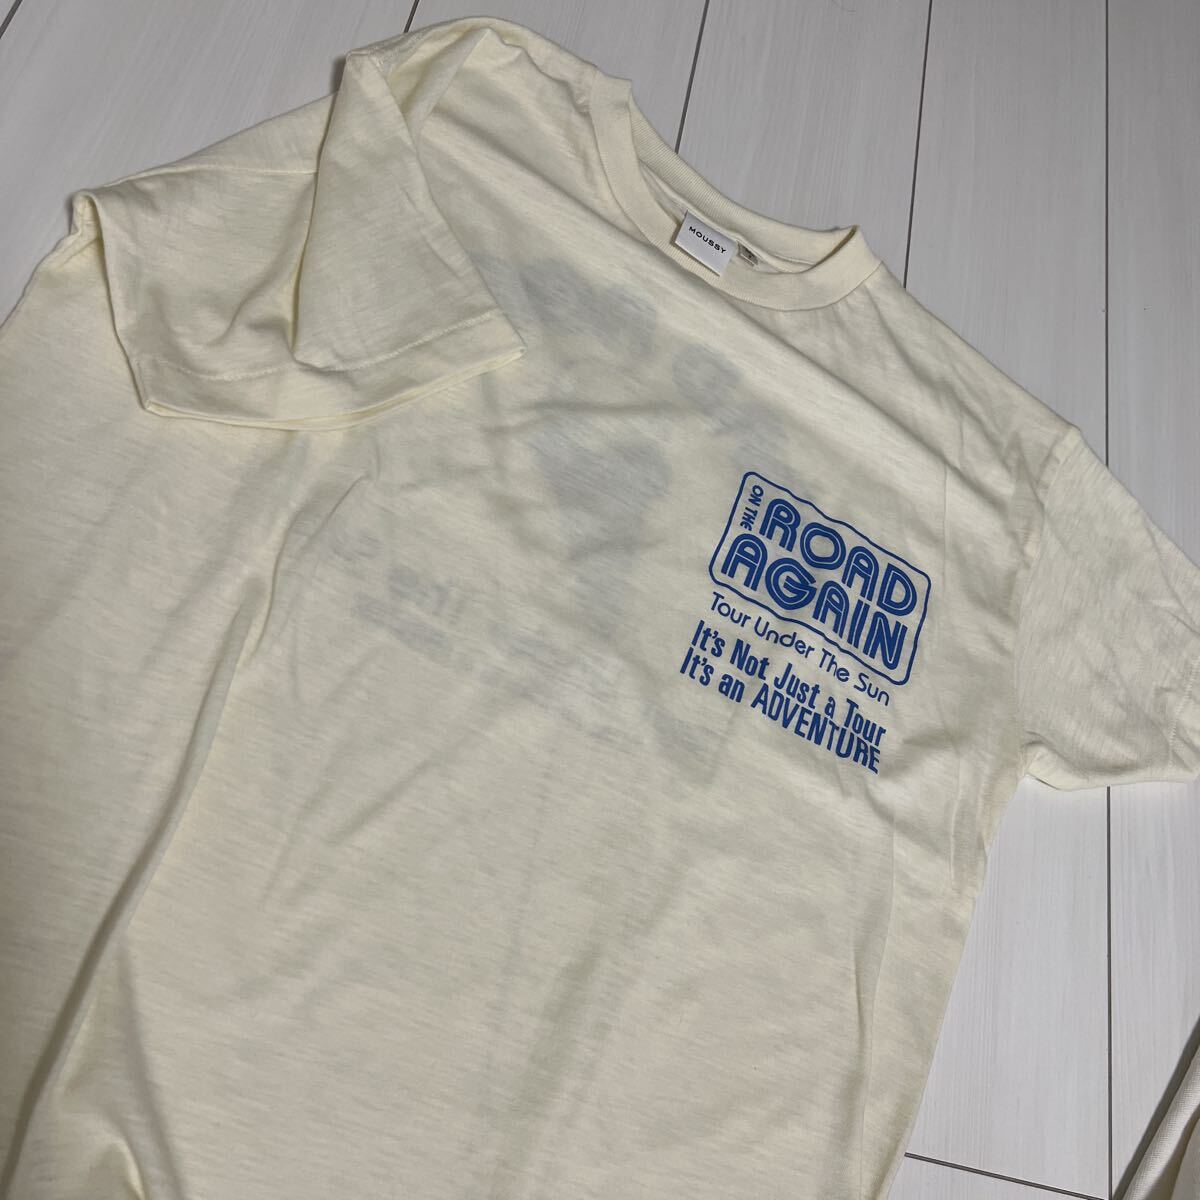 MOUSSY
ON THE
ROAD
AGAIN
Tour Under The Sun
It's Not Just a Tour
It's an ADVENTURE